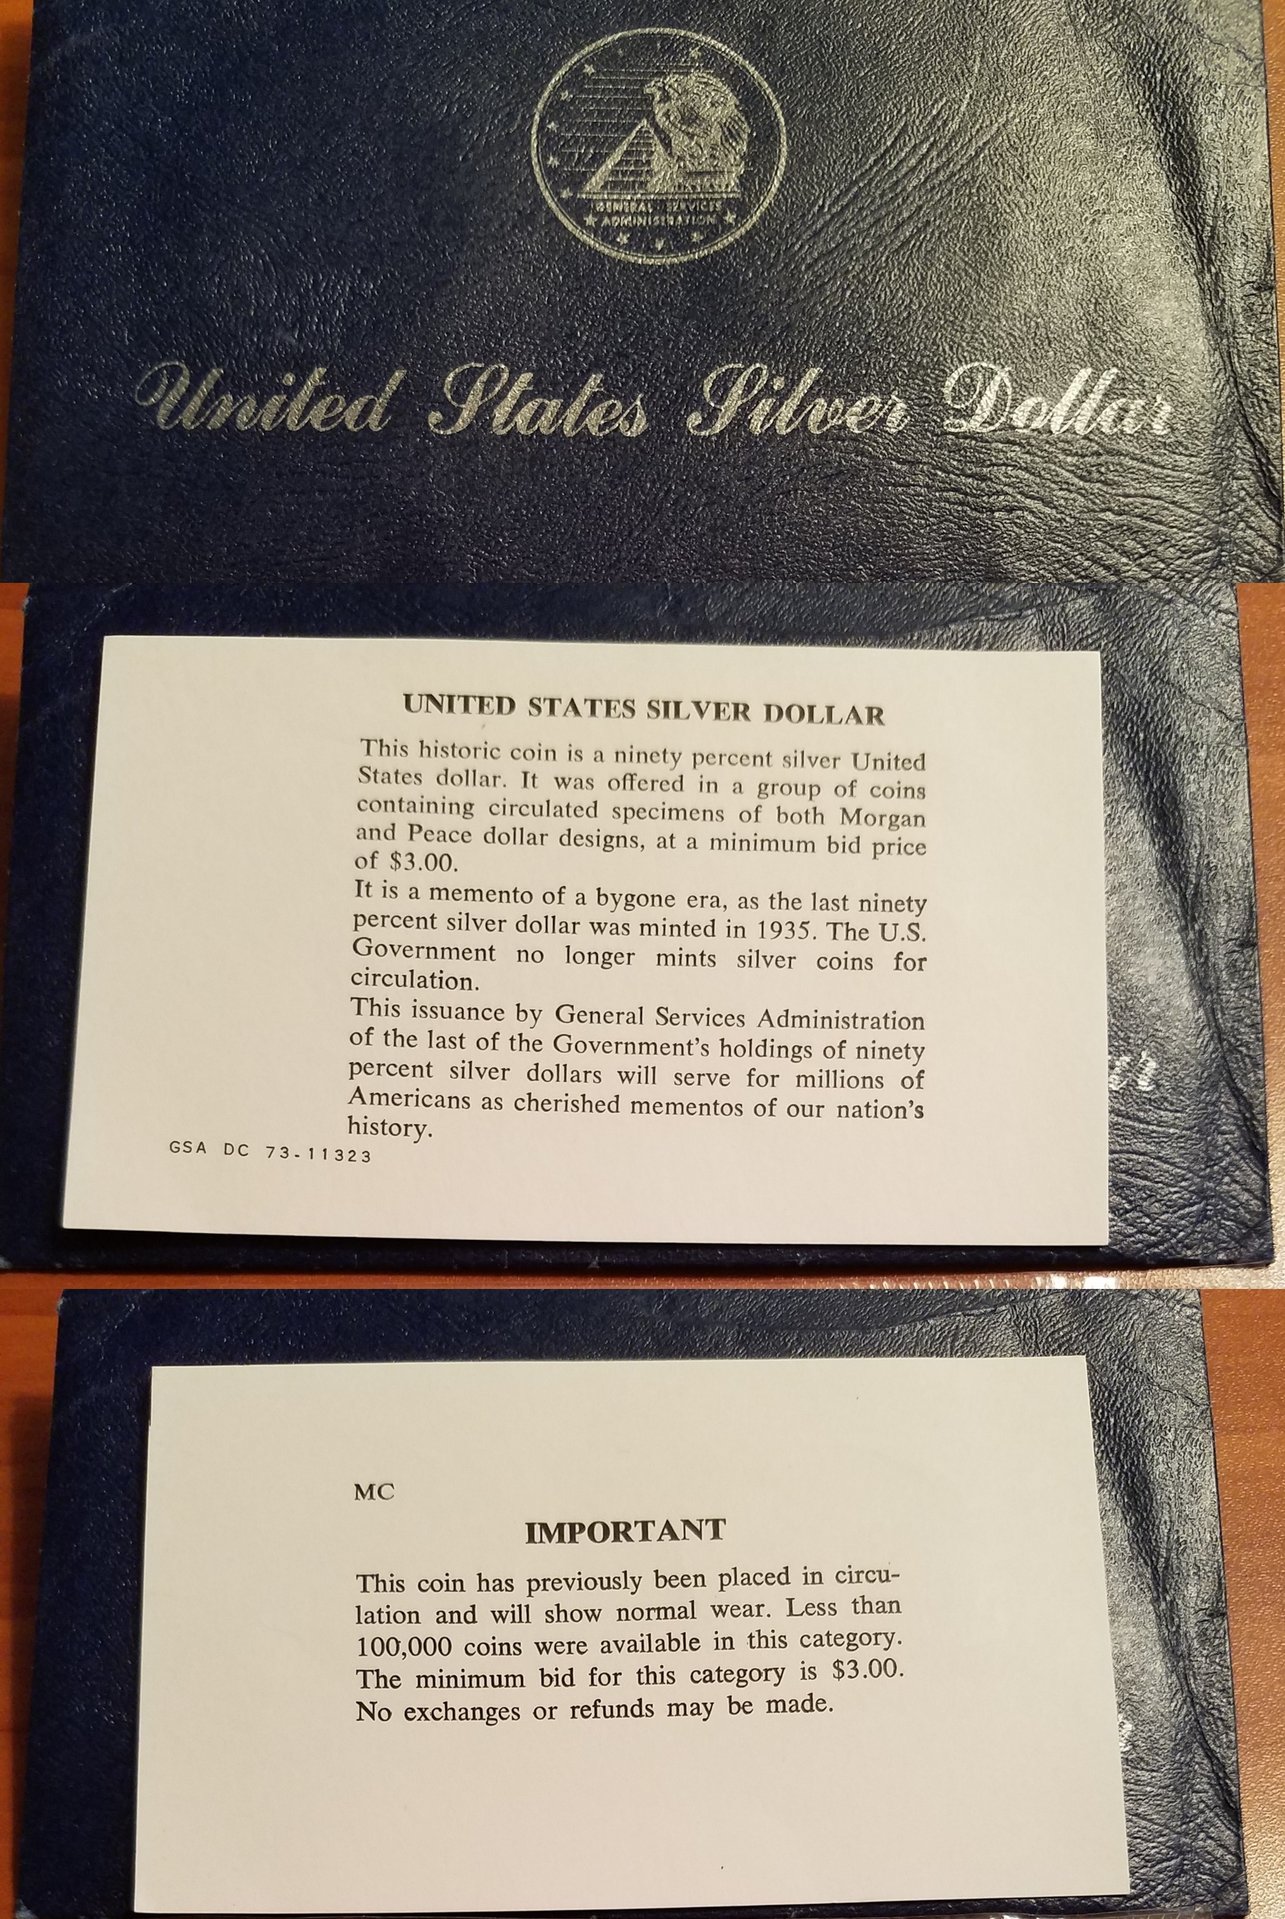 GENERAL SERVICES
ADMINISTRATION
United States Silver Dollar
UNITED STATES SILVER DOLLAR
This historic coin is a ninety percent silver United
States dollar. It was offered in a group of coins
containing circulated specimens of both Morgan
and Peace dollar designs, at a minimum bid price
of $3.00.
It is a memento of a bygone era, as the last ninety
percent silver dollar was minted in 1935. The U.S.
Government no longer mints silver coins for
circulation.
This issuance by General Services Administration
of the last of the Government's holdings of ninety
percent silver dollars will serve for millions of
Americans as cherished mementos of our nation's
history.
GSA DC 73-11323
MC
IMPORTANT
This coin has previously been placed in circu-
lation and will show normal wear. Less than
100,000 coins were available in this category.
The minimum bid for this category is $3.00.
No exchanges or refunds may be made.